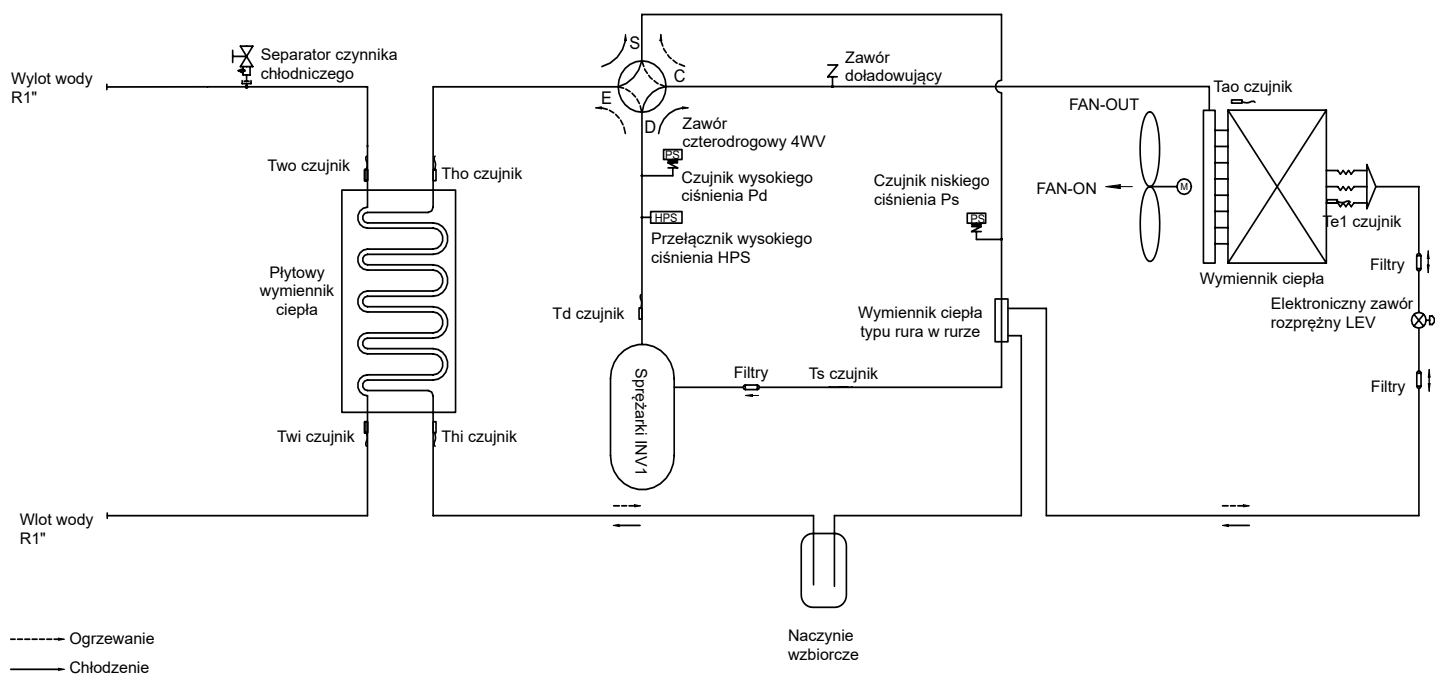 Separator czynnika
chłodniczego
Wylot wody
R1"
S
C
E
D
Zawór
doładowujący
Tao czujnik
FAN-OUT
Zawór
czterodrogowy 4WV
PS
Czujnik wysokiego
ciśnienia Pd
Two czujnik
Tho czujnik
Czujnik niskiego
ciśnienia Ps
PS
FAN-ON
M
HPS
Przełącznik wysokiego
ciśnienia HPS
Te1 czujnik
Wymiennik ciepła
Filtry
Płytowy
wymiennik
ciepła
Td czujnik
Wymiennik ciepła
typu rura w rurze
Elektroniczny zawór
rozprężny LEV
Sprężarki INV1
Filtry
Ts czujnik
Filtry
Twi czujnik
Thi czujnik
Wlot wody
R1"
Naczynie
wzbiorcze
Ogrzewanie
Chłodzenie